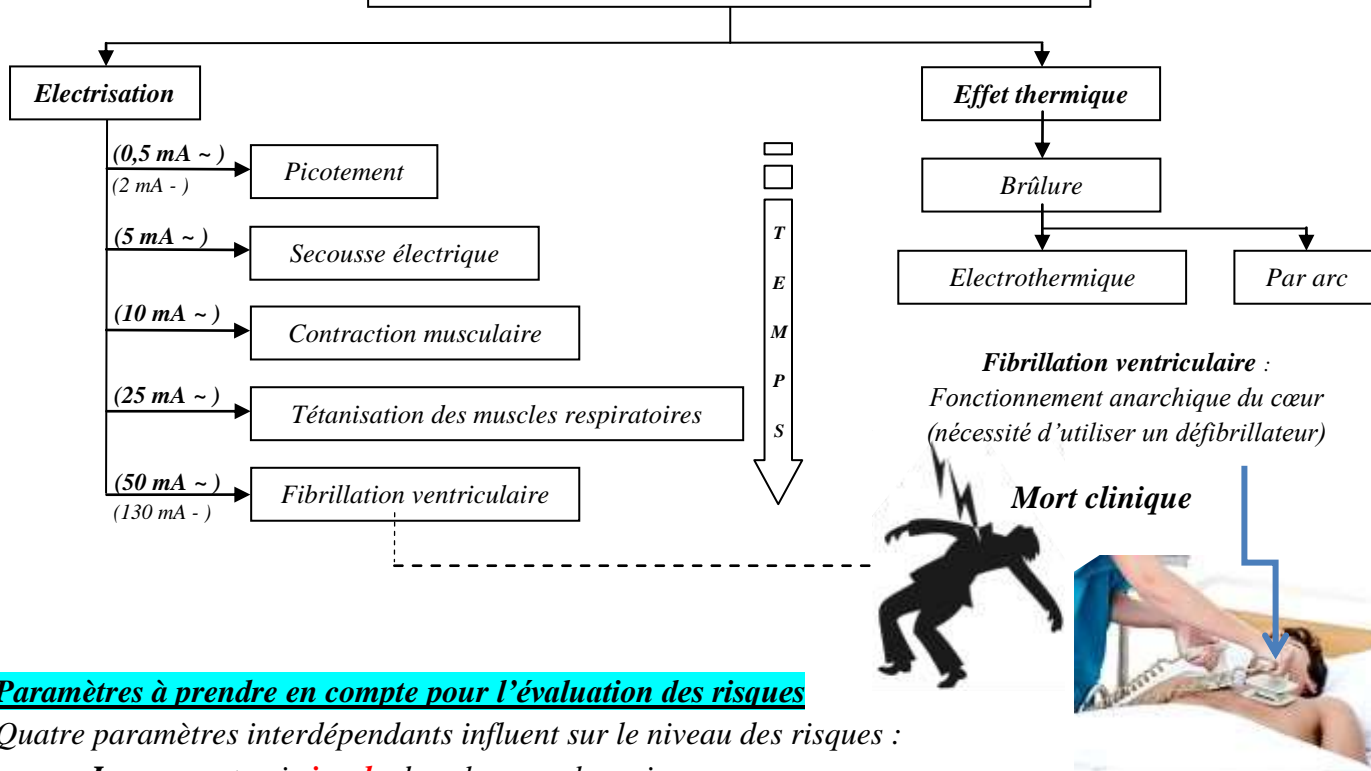 Electrisation
Effet thermique
(0,5 mA ~ )
(2 mA - )
Picotement
Brûlure
(5 mA ~ )
Secousse électrique
Electrothermique
Par arc
(10 mA ~ )
Contraction musculaire
(25 mA ~ )
Tétanisation des muscles respiratoires
(50 mA ~ )
(130 mA - )
Fibrillation ventriculaire
TEMPS
Fibrillation ventriculaire :
Fonctionnement anarchique du cœur
(nécessité d’utiliser un défibrillateur)
Mort clinique
Paramètres à prendre en compte pour l’évaluation des risques
Quatre paramètres interdépendants influent sur le niveau des risques :